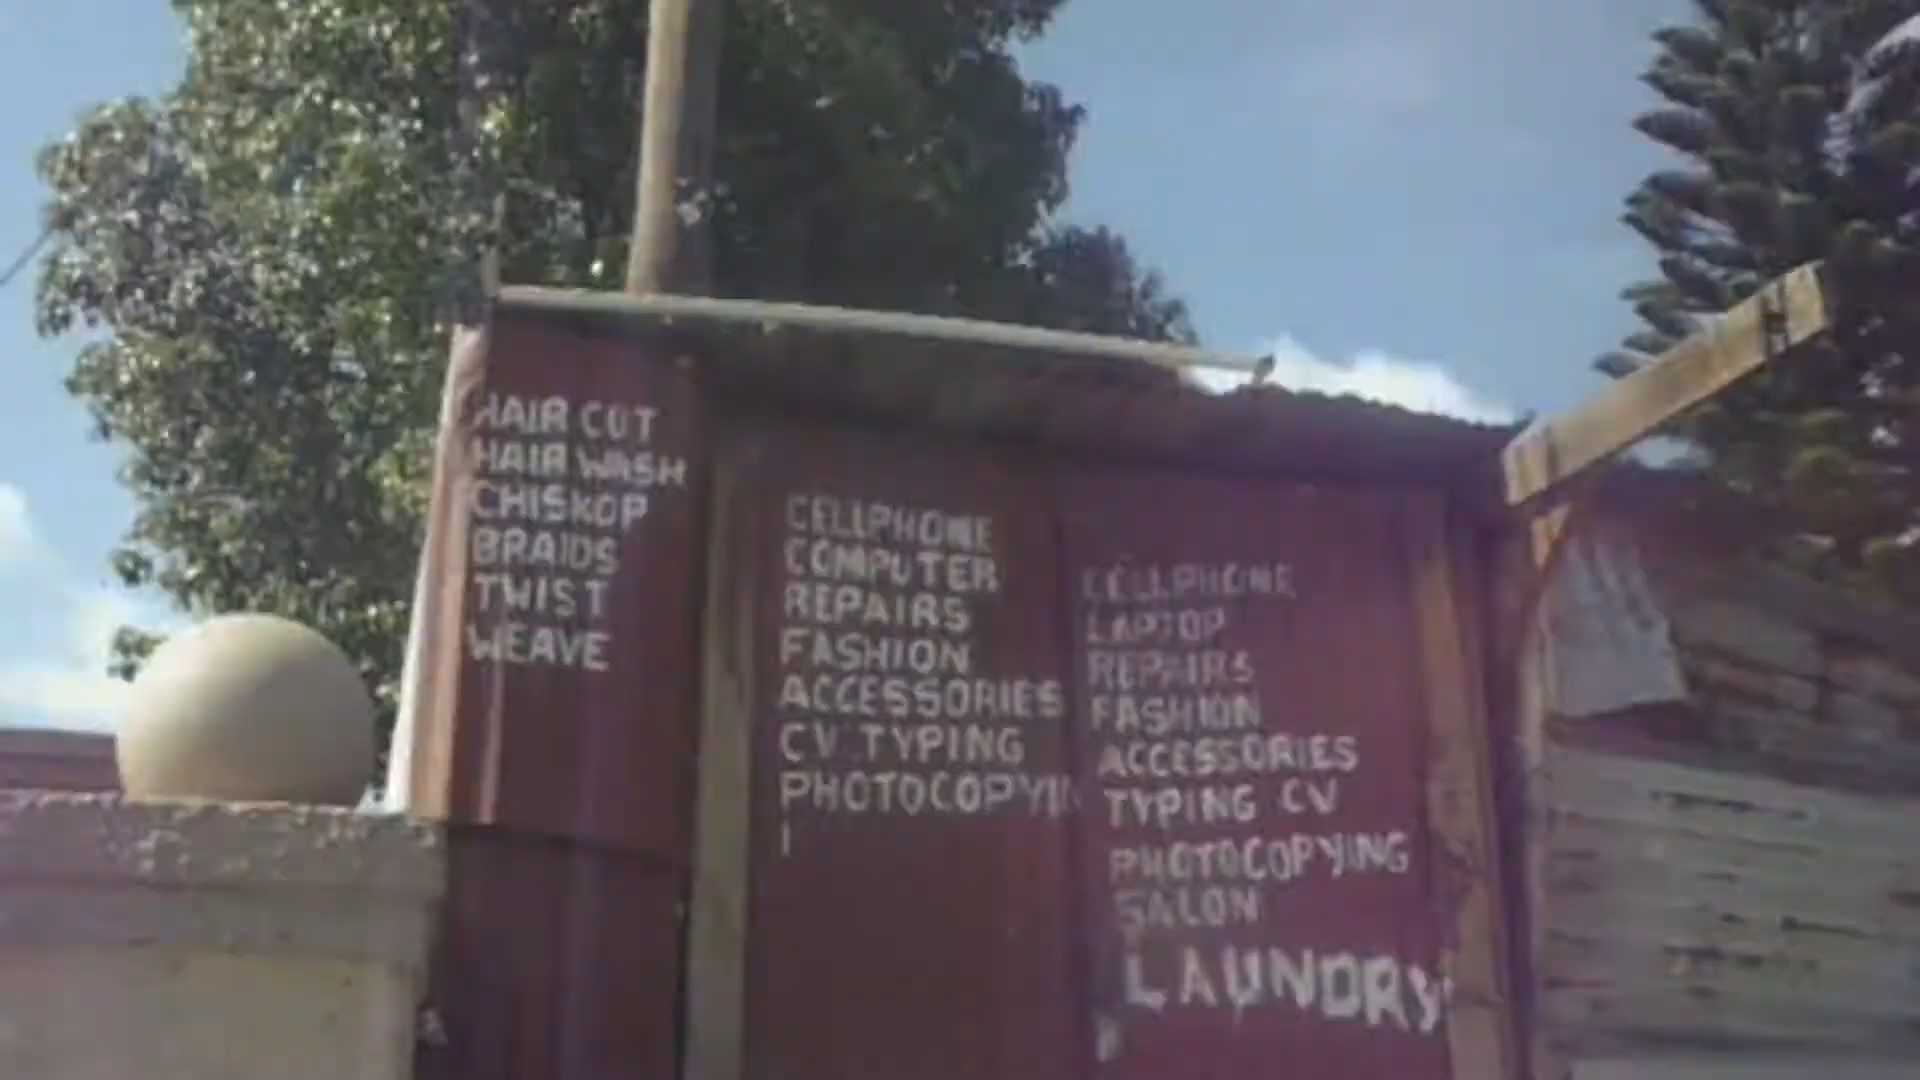 HAIR CUT
HAIR WASH
CHISKOP
BRAIDS
TWIST
WEAVE
CELLPHONE
COMPUTER
REPAIRS
FASHION
ACCESSORIES
CV TYPING
PHOTOCOPYIN
CELLPHONE
LAPTOP
REPAIRS
FASHION
ACCESSORIES
TYPING CV
PHOTOCOPYING
SALON
LAUNDRY